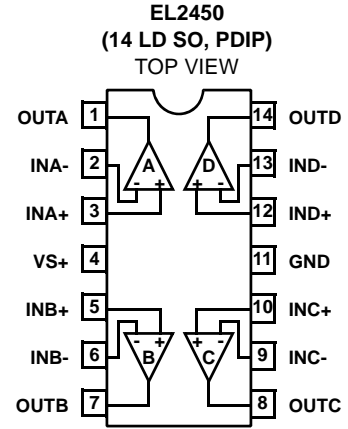 EL2450
(14 LD SO, PDIP)
TOP VIEW
OUTA 1 14 OUTD
INA- 2 A D 13 IND-
- + + -
INA+ 3 12 IND+
VS+ 4 11 GND
INB+ 5 10 INC+
- + + -
INB- 6 B C 9 INC-
OUTB 7 8 OUTC